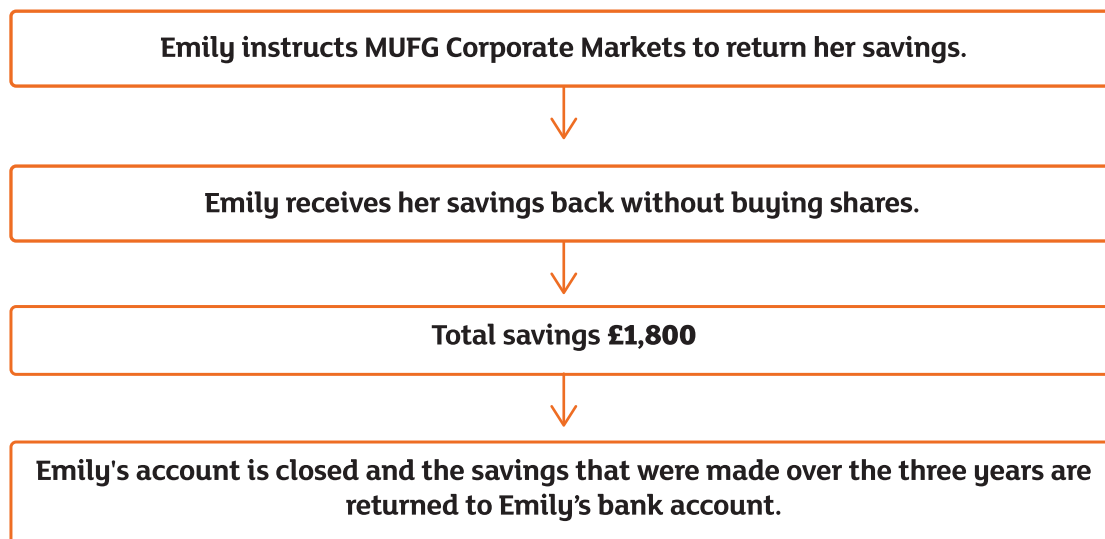 Emily instructs MUFG Corporate Markets to return her savings.
Emily receives her savings back without buying shares.
Total savings £1,800
Emily's account is closed and the savings that were made over the three years are
returned to Emily’s bank account.